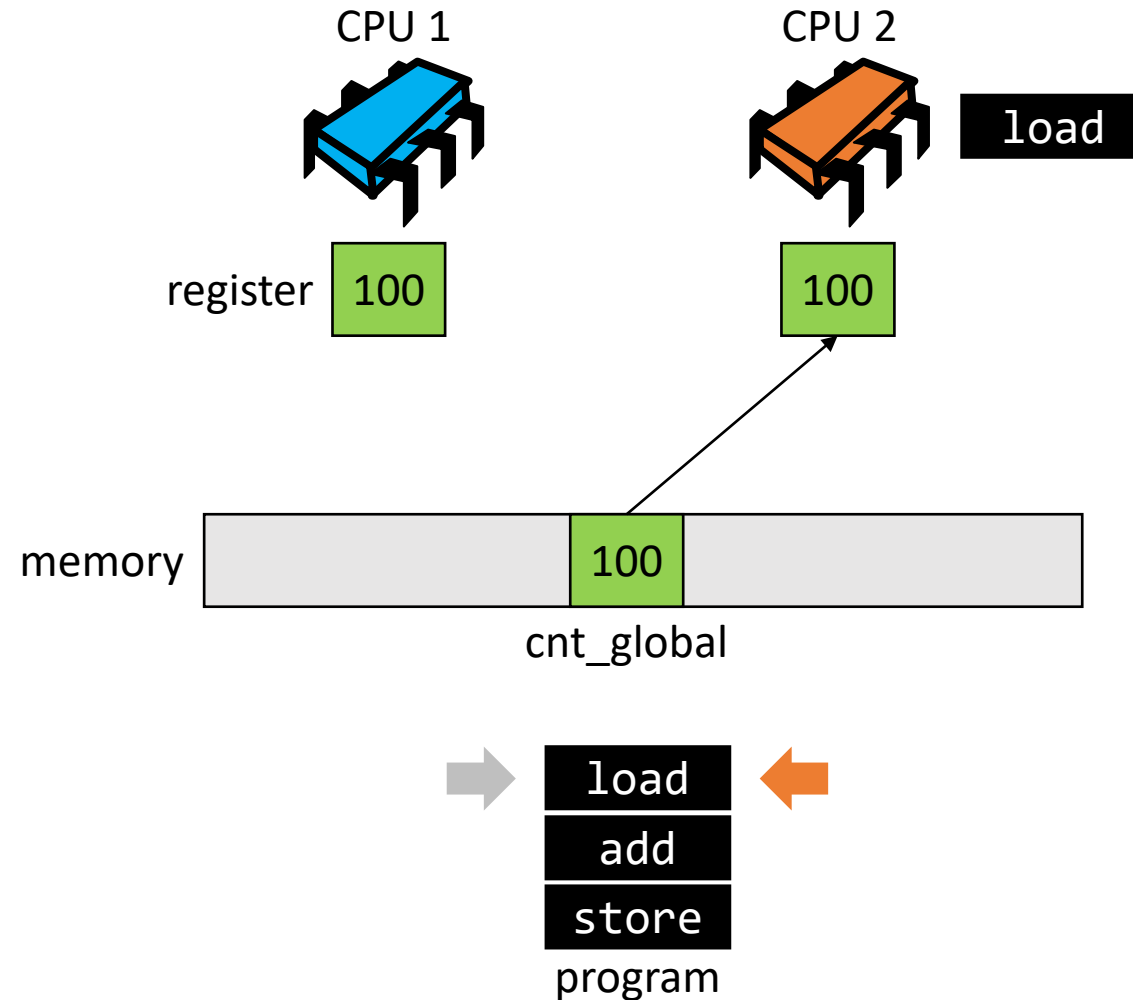 CPU 1
CPU 2
load
register
100
100
memory
100
cnt_global
load
add
store
program